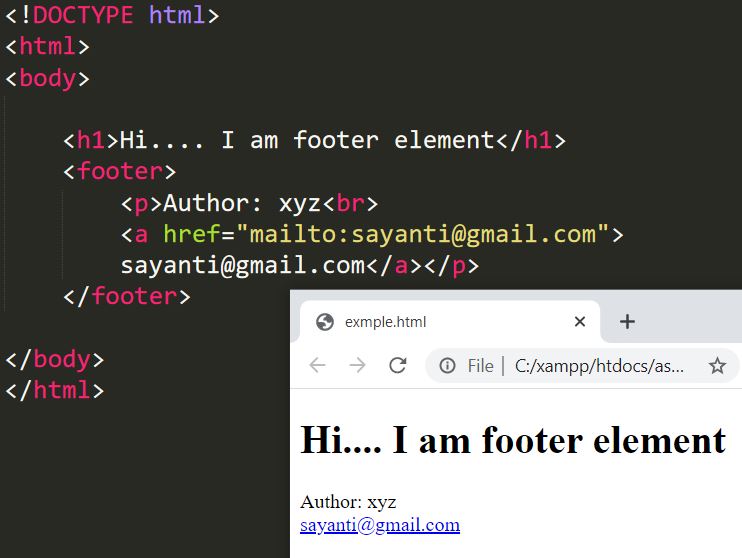 <!DOCTYPE html>
<html>
<body>
<h1>Hi.... I am footer element</h1>
<footer>
<p>Author: xyz<br>
<a href="mailto:sayanti@gmail.com">
sayanti@gmail.com</a></p>
</footer>
</body>
</html>
exmple.html
File | C:/xampp/htdocs/as...
Hi.... I am footer element
Author: xyz
sayanti@gmail.com